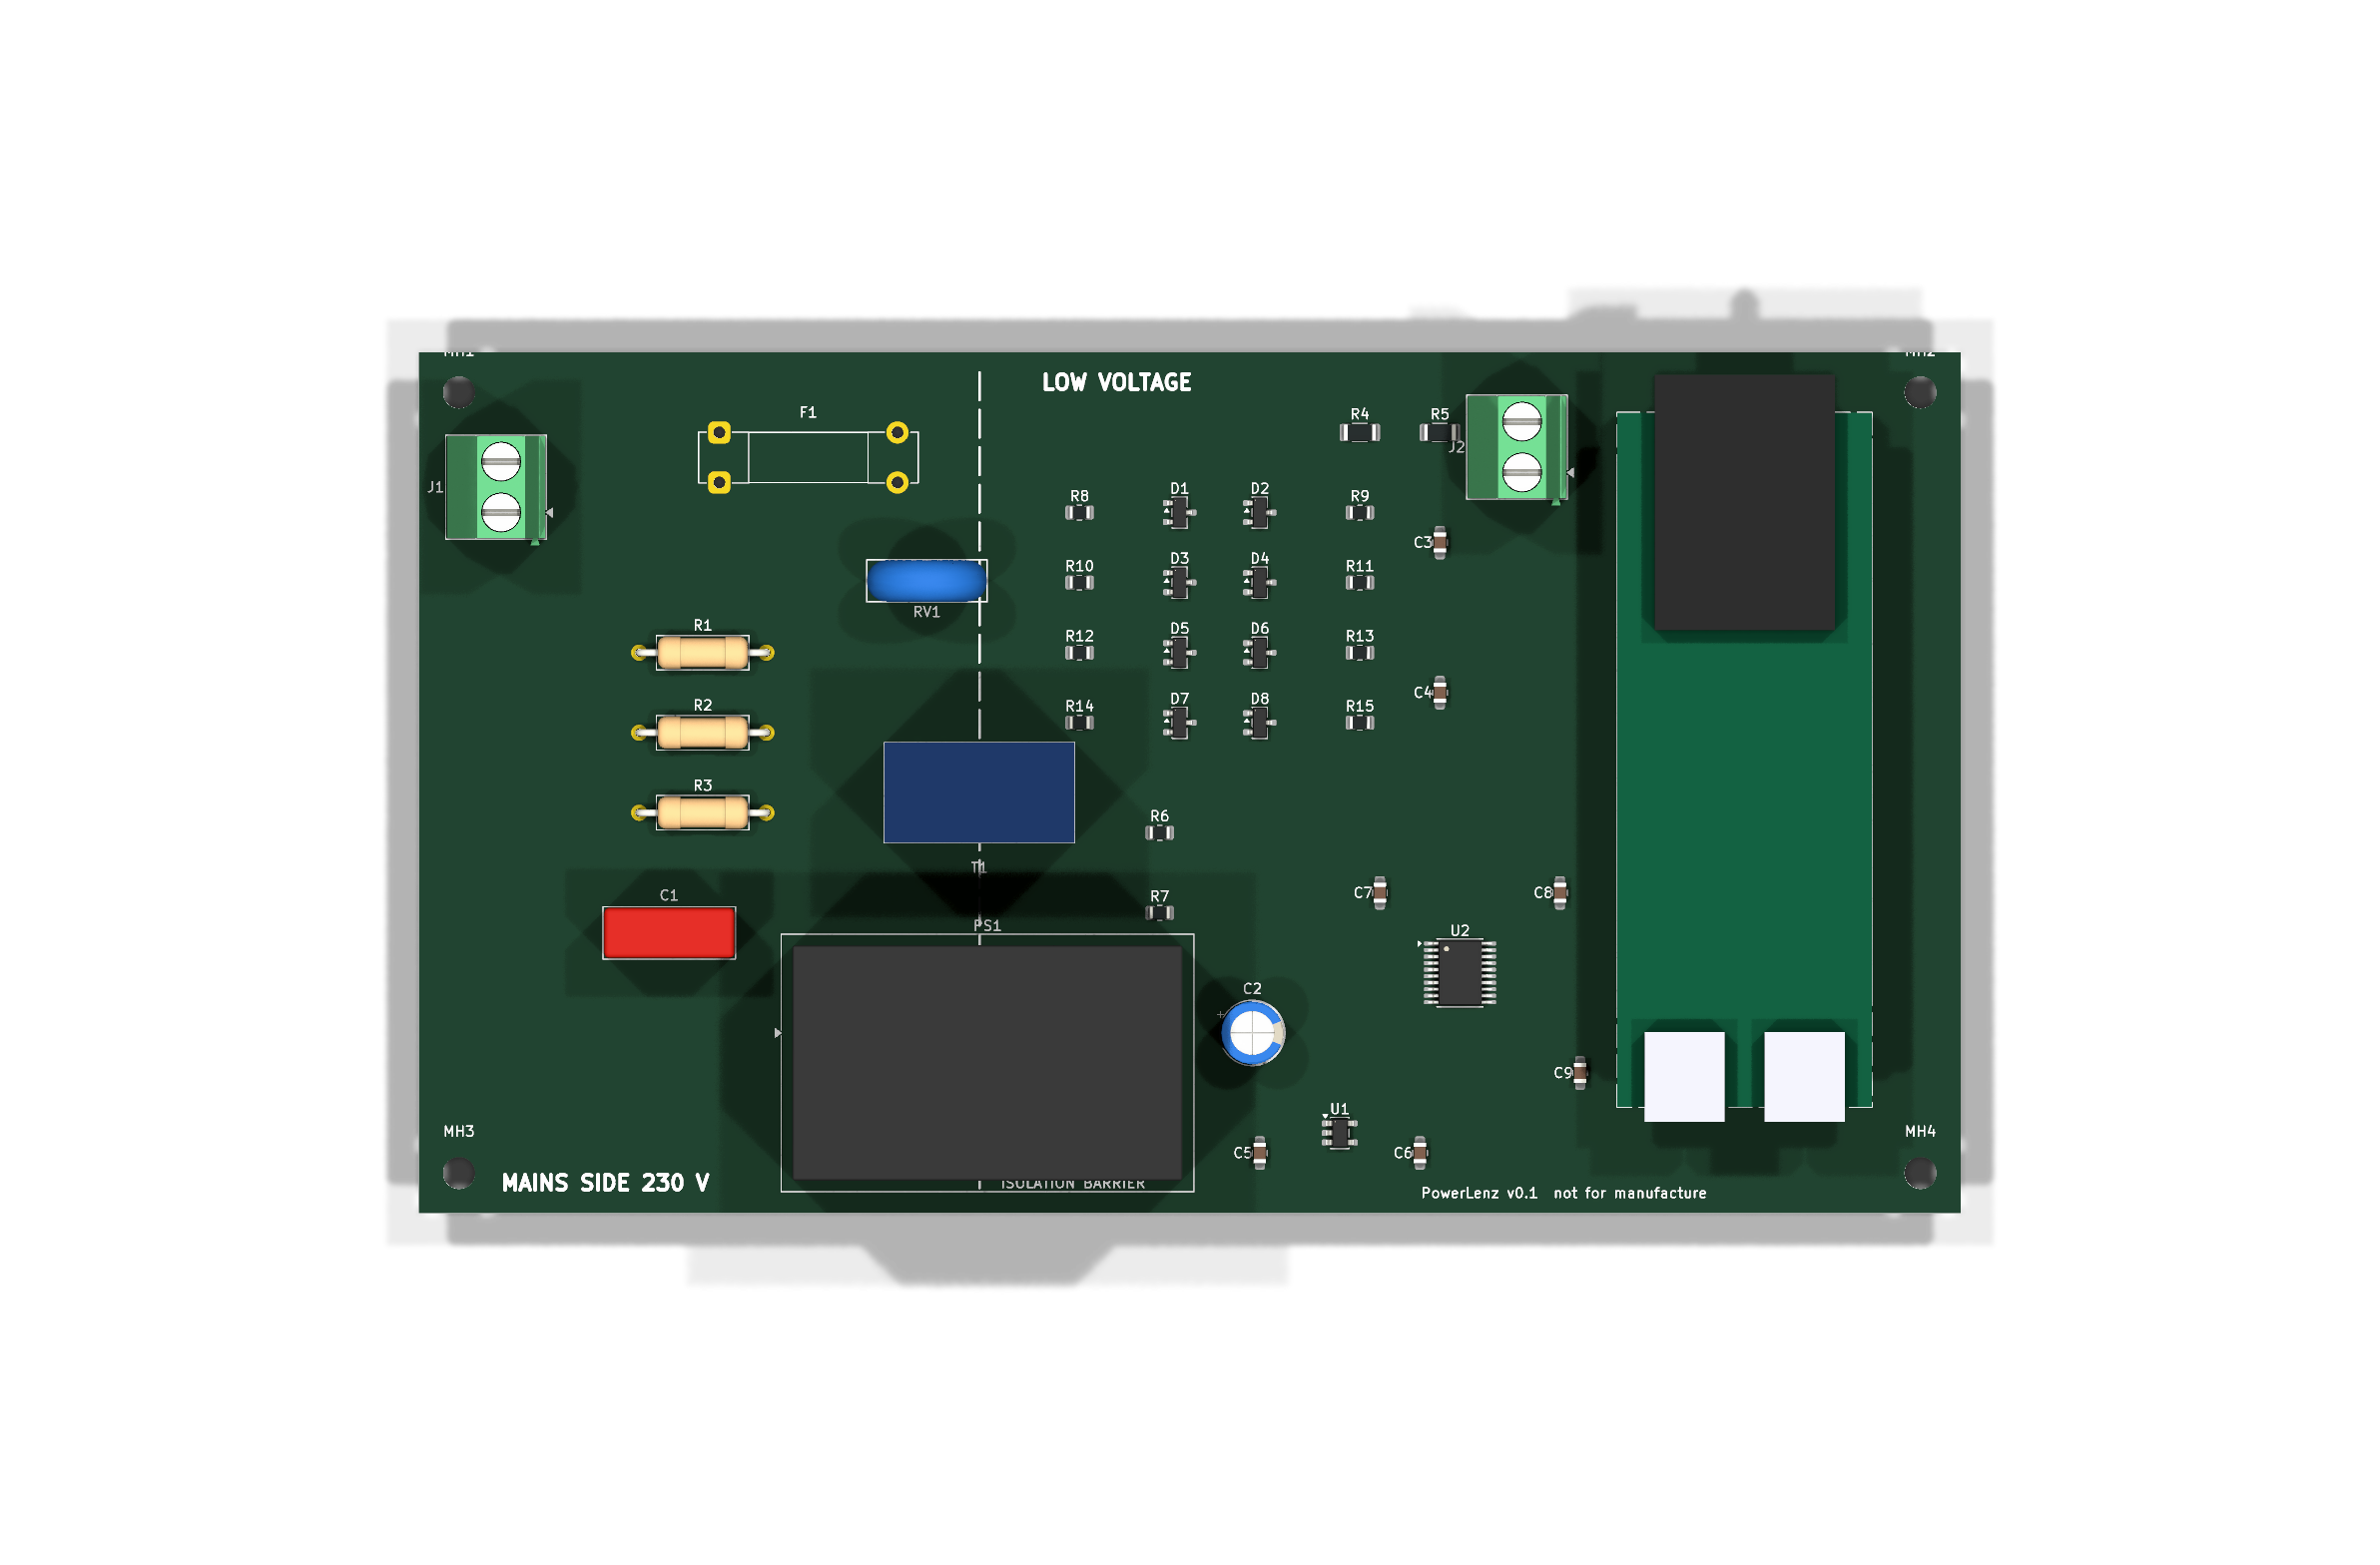 MH1
MH2
LOW VOLTAGE
F1
R4
R5
J2
J1
R8
D1
D2
R9
C3
R10
D3
D4
R11
RV1
R1
R12
D5
D6
R13
R2
R14
D7
D8
R15
C4
R3
R6
T1
C1
R7
C7
C8
PS1
U2
C2
C9
U1
MH3
MH4
C5
C6
MAINS SIDE 230 V
ISOLATION BARRIER
PowerLenz v0.1 not for manufacture